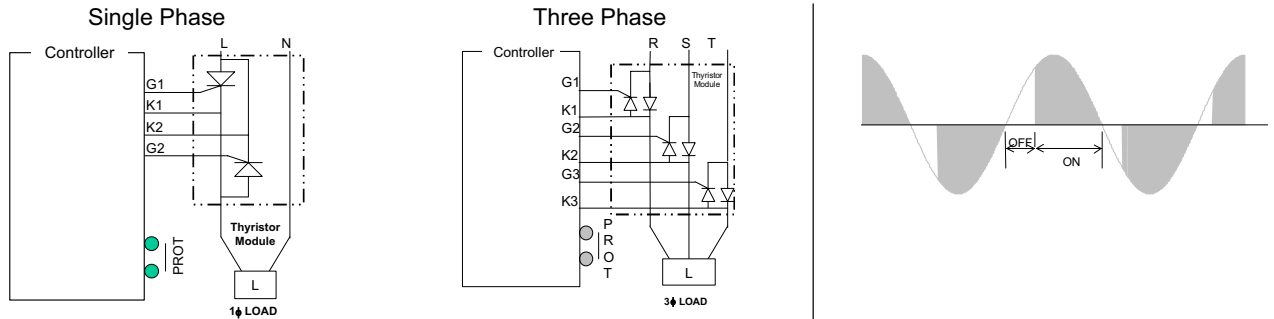 Single Phase
Controller
L N
G1
K1
K2
G2
Thyristor
Module
PROT
L
1ϕ LOAD
Three Phase
Controller
R S T
Thyristor
Module
G1
K1
G2
K2
G3
K3
P
R
O
T
L
3ϕ LOAD
OFF
ON